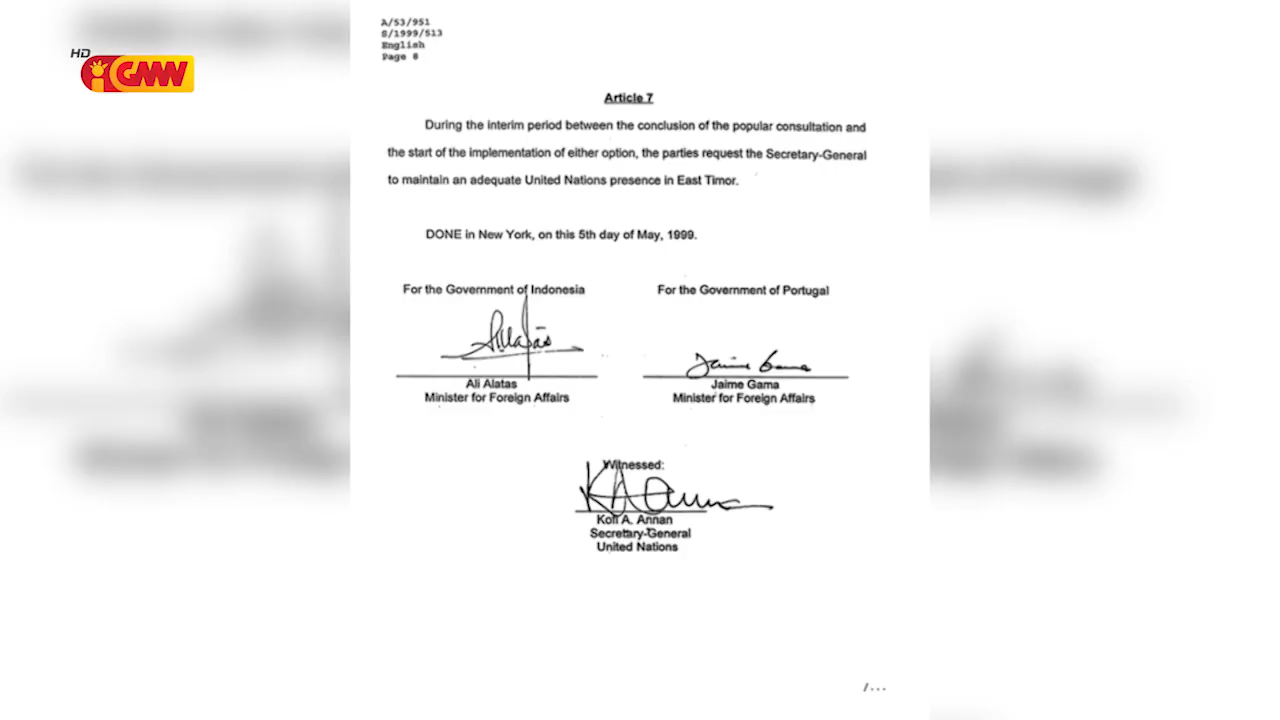 A/53/951
S/1999/513
English
Page 8
HD
iGMW
Article 7
During the interim period between the conclusion of the popular consultation and
the start of the implementation of either option, the parties request the Secretary-General
to maintain an adequate United Nations presence in East Timor.
DONE in New York, on this 5th day of May, 1999.
For the Government of Indonesia
For the Government of Portugal
Jaime Gama
Ali Alatas
Minister for Foreign Affairs
Jaime Gama
Minister for Foreign Affairs
Witnessed:
Kofi A. Annan
Secretary-General
United Nations
/...